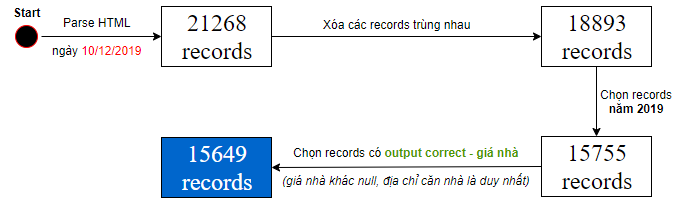 Start
Parse HTML
ngày 10/12/2019
21268
records
Xóa các records trùng nhau
18893
records
Chọn records
năm 2019
15755
records
Chọn records có output correct - giá nhà
(giá nhà khác null, địa chỉ căn nhà là duy nhất)
15649
records